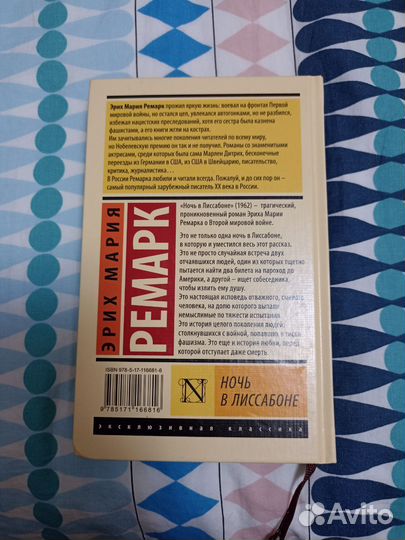 Эрих Мария Ремарк прожил яркую жизнь: воевал на фронтах Первой
мировой войны, но остался цел, увлекался автогонками, но не разбился,
избежал нацистских преследований, хотя его сестра была казнена
фашистами, а его книги жгли на кострах.
Им зачитывались многие поколения читателей по всему миру,
но Нобелевскую премию он так и не получил. Романы со знаменитыми
актрисами, среди которых была сама Марлен Дитрих, бесконечные
переезды из Германии в США, из США в Швейцарию, писательство,
критика, журналистика…
В России Ремарка любили и читали всегда. Пожалуй, и до сих пор он –
самый популярный зарубежный писатель XX века в России.
ЭРИХ МАРИЯ
РЕМАРК
«Ночь в Лиссабоне» (1962) – трагический,
проникновенный роман Эриха Марии
Ремарка о Второй мировой войне.
Это не только одна ночь в Лиссабоне,
в которую и уместился весь этот рассказ.
Это не просто случайная встреча двух
отчаявшихся людей, один из которых тщетно
пытается найти два билета на пароход до
Америки, а другой – ищет собеседника,
чтобы излить ему душу.
Это настоящая исповедь отважного, смелого
человека, на долю которого выпали
немыслимые по тяжести испытания.
Это история целого поколения людей,
столкнувшихся с войной, попавших в тиски
фашизма. Это еще и история любви, перед
которой отступает даже смерть.
ISBN 978-5-17-116681-6
9 785171 166816
N
НОЧЬ
В ЛИССАБОНЕ
эксклюзивная классика
Avito